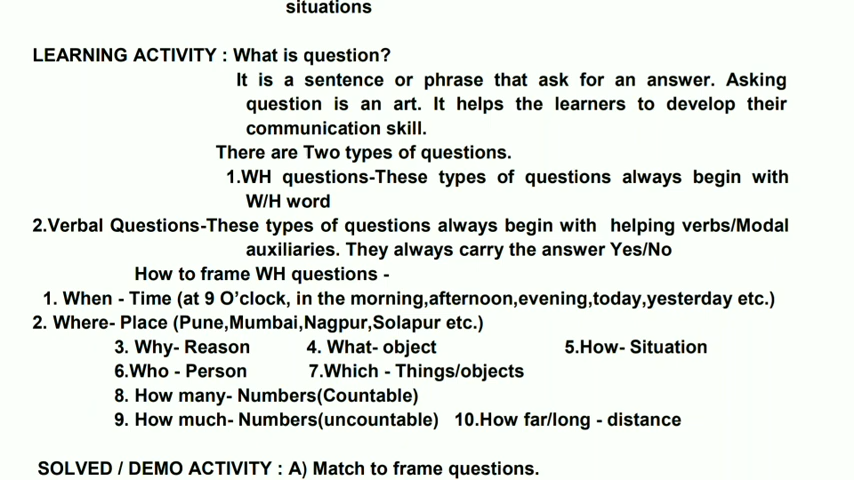 situations
LEARNING ACTIVITY : What is question?
It is a sentence or phrase that ask for an answer. Asking
question is an art. It helps the learners to develop their
communication skill.
There are Two types of questions.
1.WH questions-These types of questions always begin with
W/H word
2.Verbal Questions-These types of questions always begin with helping verbs/Modal
auxiliaries. They always carry the answer Yes/No
How to frame WH questions -
1. When - Time (at 9 O’clock, in the morning,afternoon,evening,today,yesterday etc.)
2. Where- Place (Pune,Mumbai,Nagpur,Solapur etc.)
3. Why- Reason 4. What- object 5.How- Situation
6.Who - Person 7.Which - Things/objects
8. How many- Numbers(Countable)
9. How much- Numbers(uncountable) 10.How far/long - distance
SOLVED / DEMO ACTIVITY : A) Match to frame questions.